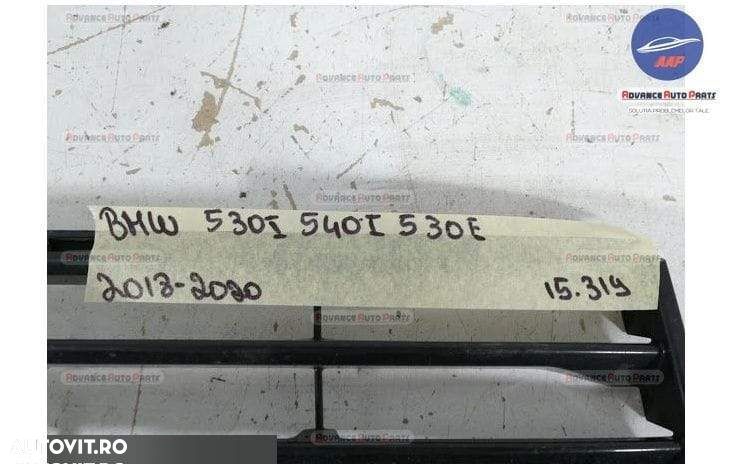 AAP
ADVANCE AUTO PARTS
SOLUTIA PROBLEMELOR TALE
BMW 530I 540I 530E
2018-2020 15.319
AUTOVIT.RO